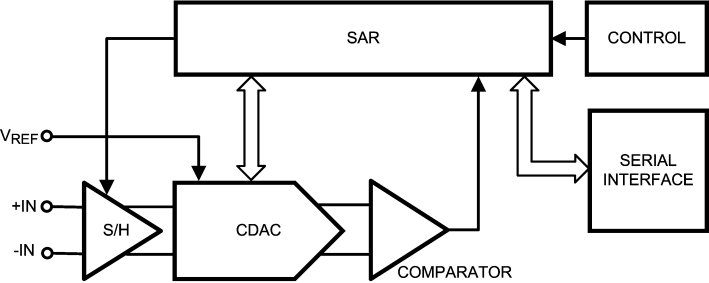 SAR
CONTROL
VREF
+IN
-IN
S/H
CDAC
COMPARATOR
SERIAL
INTERFACE